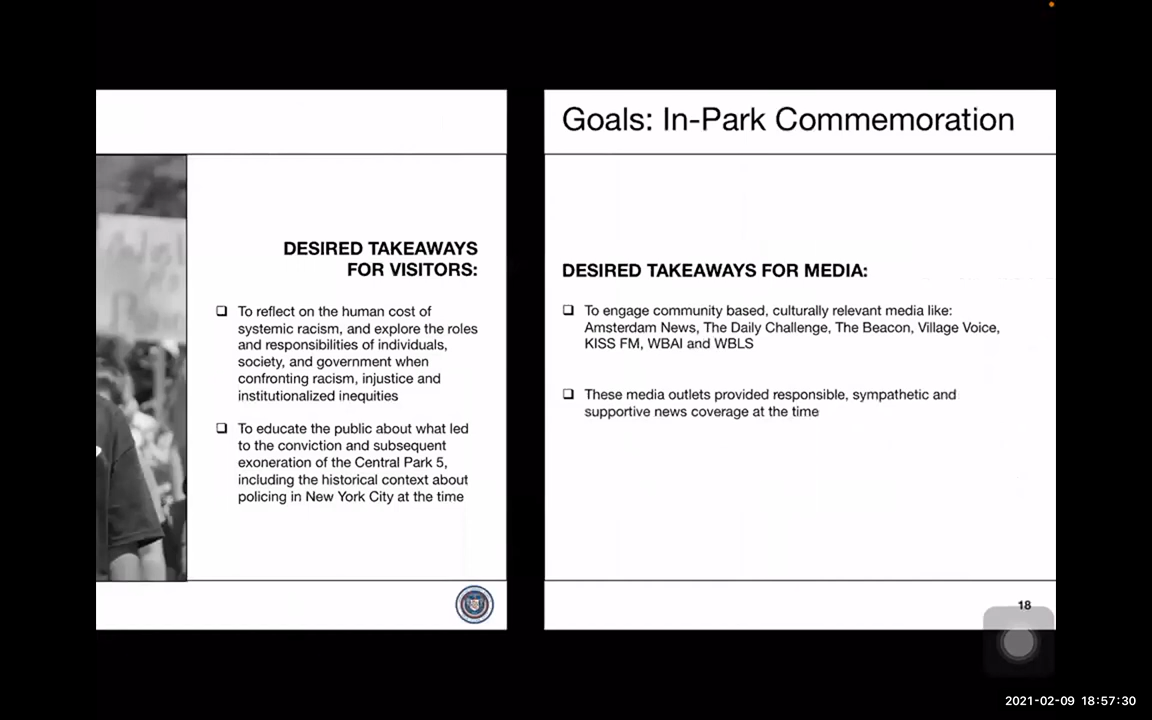 DESIRED TAKEAWAYS
FOR VISITORS:
❑ To reflect on the human cost of
systemic racism, and explore the roles
and responsibilities of individuals,
society, and government when
confronting racism, injustice and
institutionalized inequities
❑ To educate the public about what led
to the conviction and subsequent
exoneration of the Central Park 5,
including the historical context about
policing in New York City at the time
Goals: In-Park Commemoration
DESIRED TAKEAWAYS FOR MEDIA:
❑ To engage community based, culturally relevant media like:
Amsterdam News, The Daily Challenge, The Beacon, Village Voice,
KISS FM, WBAI and WBLS
❑ These media outlets provided responsible, sympathetic and
supportive news coverage at the time
18
2021-02-09 18:57:30